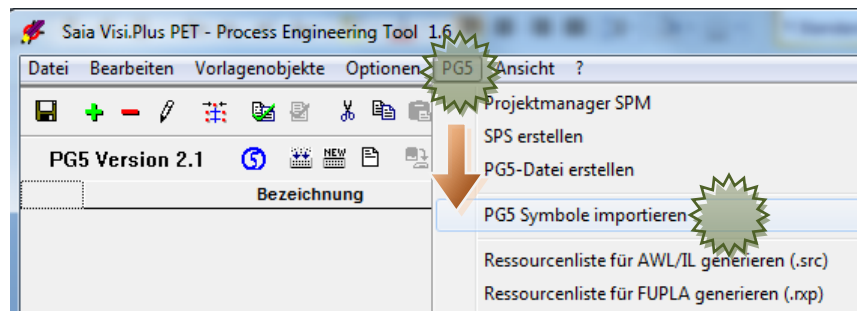 Saia Visi.Plus PET - Process Engineering Tool 1.6
Datei Bearbeiten Vorlagenobjekte Optionen PG5 Ansicht ?
Projektmanager SPM
SPS erstellen
PG5 Version 2.1 NEW
PG5-Datei erstellen
Bezeichnung
PG5 Symbole importieren
Ressourcenliste für AWL/IL generieren (.src)
Ressourcenliste für FUPLA generieren (.rxp)